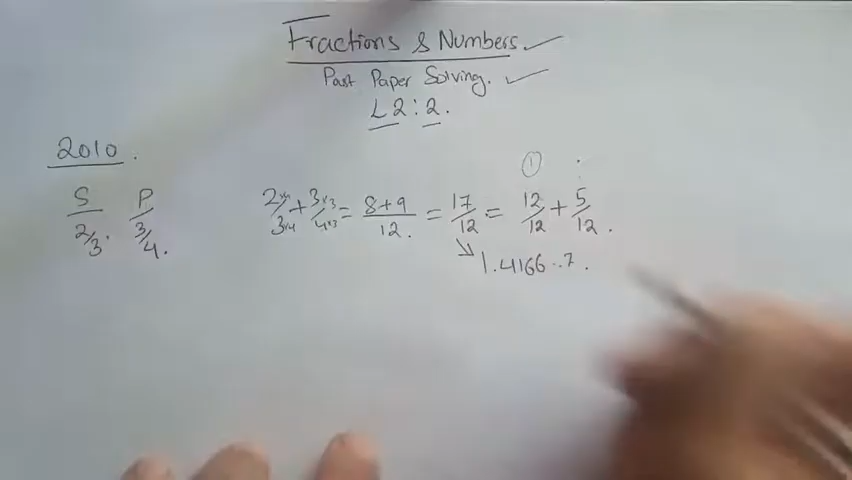 Fractions & Numbers
Past Paper Solving.
L2:2.
2010.
S P
2/3. 3/4.
2×4/3×4 + 3×3/4×3 = 8+9/12. = 17/12 = 12/12 + 5/12.
①
1.4166..7.